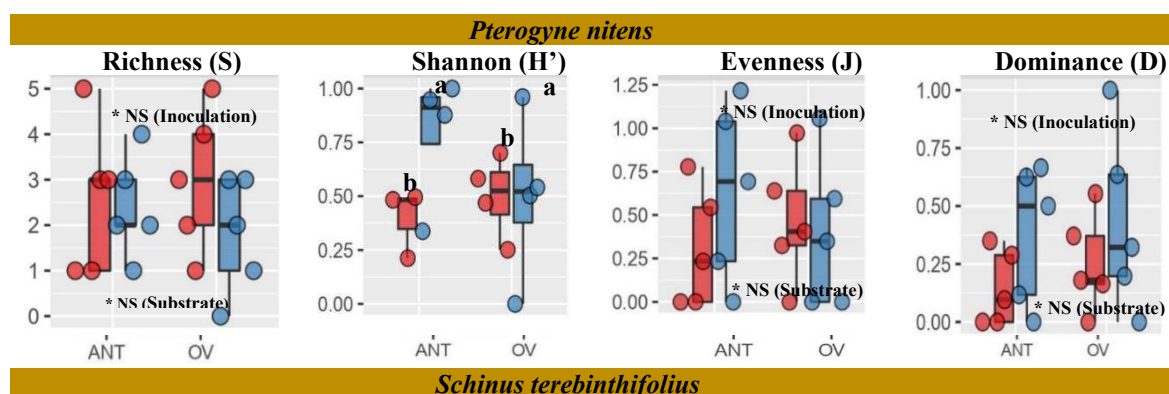 Pterogyne nitens
Richness (S)
5
4
3
2
1
0
* NS (Inoculation)
* NS (Substrate)
ANT OV
Shannon (H’)
1.00
0.75
0.50
0.25
0.00
a
a
b
b
ANT OV
Evenness (J)
1.25
1.00
0.75
0.50
0.25
0.00
* NS (Inoculation)
* NS (Substrate)
ANT OV
Dominance (D)
1.00
0.75
0.50
0.25
0.00
* NS (Inoculation)
* NS (Substrate)
ANT OV
Schinus terebinthifolius